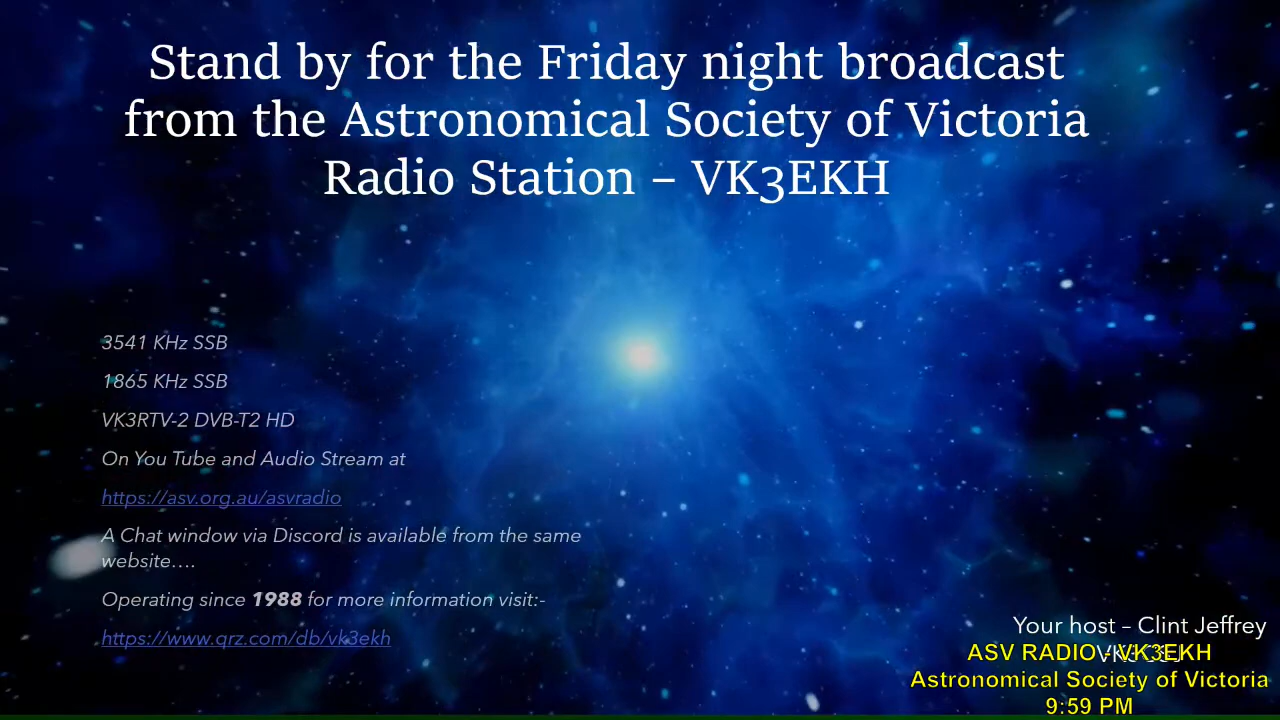 Stand by for the Friday night broadcast
from the Astronomical Society of Victoria
Radio Station – VK3EKH
3541 KHz SSB
1865 KHz SSB
VK3RTV-2 DVB-T2 HD
On You Tube and Audio Stream at
https://asv.org.au/asvradio
A Chat window via Discord is available from the same
website….
Operating since 1988 for more information visit:-
https://www.qrz.com/db/vk3ekh
Your host – Clint Jeffrey
ASV RADIO - VK3EKH
Astronomical Society of Victoria
9:59 PM